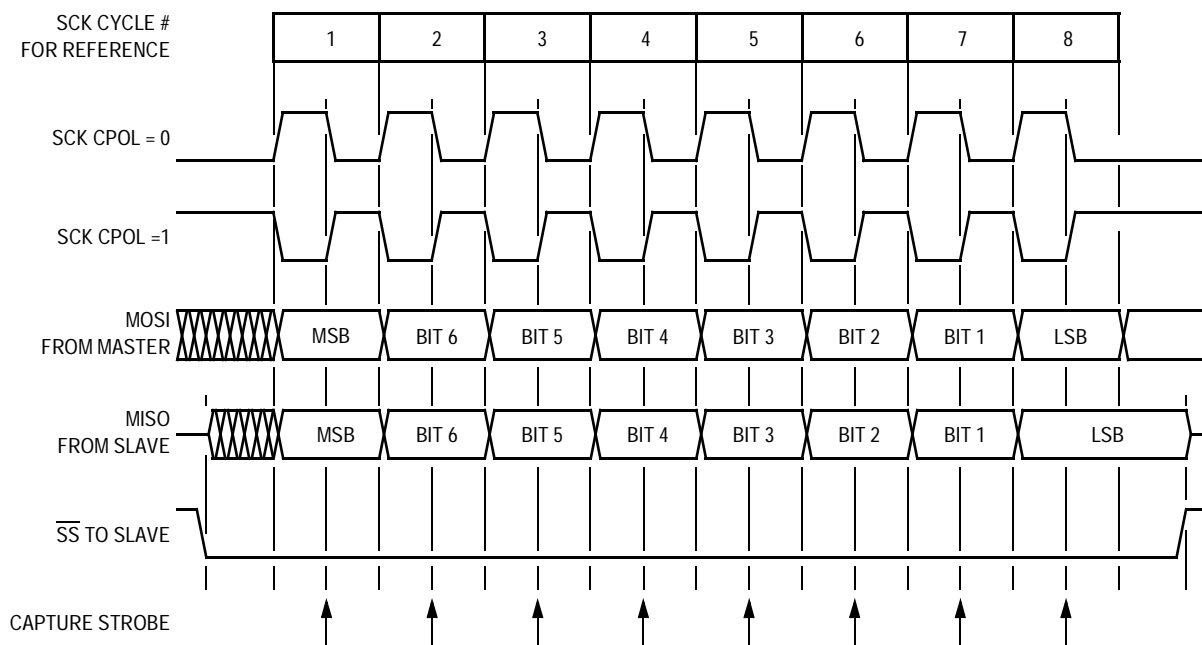 SCK CYCLE #
FOR REFERENCE
1 2 3 4 5 6 7 8
SCK CPOL = 0
SCK CPOL =1
MOSI
FROM MASTER
MSB BIT 6 BIT 5 BIT 4 BIT 3 BIT 2 BIT 1 LSB
MISO
FROM SLAVE
MSB BIT 6 BIT 5 BIT 4 BIT 3 BIT 2 BIT 1 LSB
S̅S̅ TO SLAVE
CAPTURE STROBE